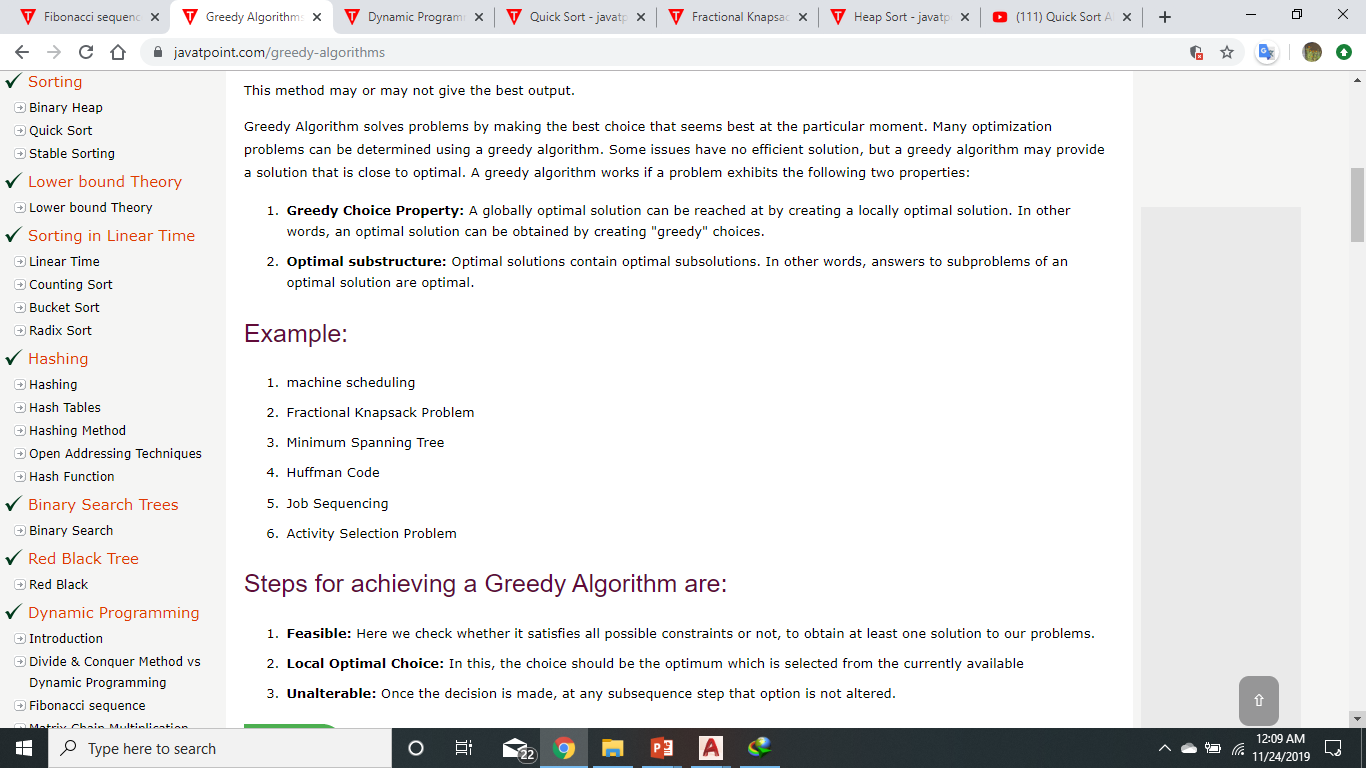 Fibonacci sequenc
Greedy Algorithms
Dynamic Programm
Quick Sort - javatp
Fractional Knapsac
Heap Sort - javatp
(111) Quick Sort A
javatpoint.com/greedy-algorithms
Sorting
Binary Heap
Quick Sort
Stable Sorting
Lower bound Theory
Lower bound Theory
Sorting in Linear Time
Linear Time
Counting Sort
Bucket Sort
Radix Sort
Hashing
Hashing
Hash Tables
Hashing Method
Open Addressing Techniques
Hash Function
Binary Search Trees
Binary Search
Red Black Tree
Red Black
Dynamic Programming
Introduction
Divide & Conquer Method vs
Dynamic Programming
Fibonacci sequence
Matrix Chain Multiplication
This method may or may not give the best output.
Greedy Algorithm solves problems by making the best choice that seems best at the particular moment. Many optimization
problems can be determined using a greedy algorithm. Some issues have no efficient solution, but a greedy algorithm may provide
a solution that is close to optimal. A greedy algorithm works if a problem exhibits the following two properties:
1. Greedy Choice Property: A globally optimal solution can be reached at by creating a locally optimal solution. In other
words, an optimal solution can be obtained by creating "greedy" choices.
2. Optimal substructure: Optimal solutions contain optimal subsolutions. In other words, answers to subproblems of an
optimal solution are optimal.
Example:
1. machine scheduling
2. Fractional Knapsack Problem
3. Minimum Spanning Tree
4. Huffman Code
5. Job Sequencing
6. Activity Selection Problem
Steps for achieving a Greedy Algorithm are:
1. Feasible: Here we check whether it satisfies all possible constraints or not, to obtain at least one solution to our problems.
2. Local Optimal Choice: In this, the choice should be the optimum which is selected from the currently available
3. Unalterable: Once the decision is made, at any subsequence step that option is not altered.
Type here to search
22
12:09 AM
11/24/2019